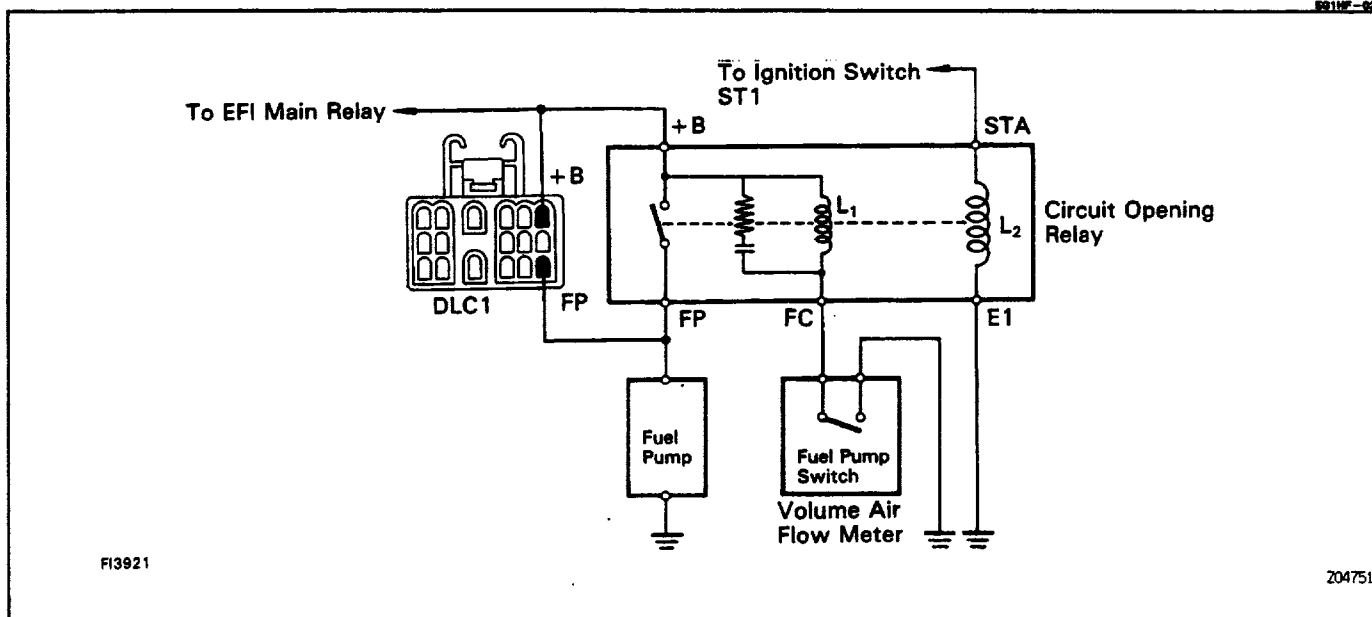 To Ignition Switch
ST1
To EFI Main Relay
+B
STA
+B
L1
L2
Circuit Opening
Relay
DLC1
FP
FP
FC
E1
Fuel
Pump
Fuel Pump
Switch
Volume Air
Flow Meter
FI3921
Z04751